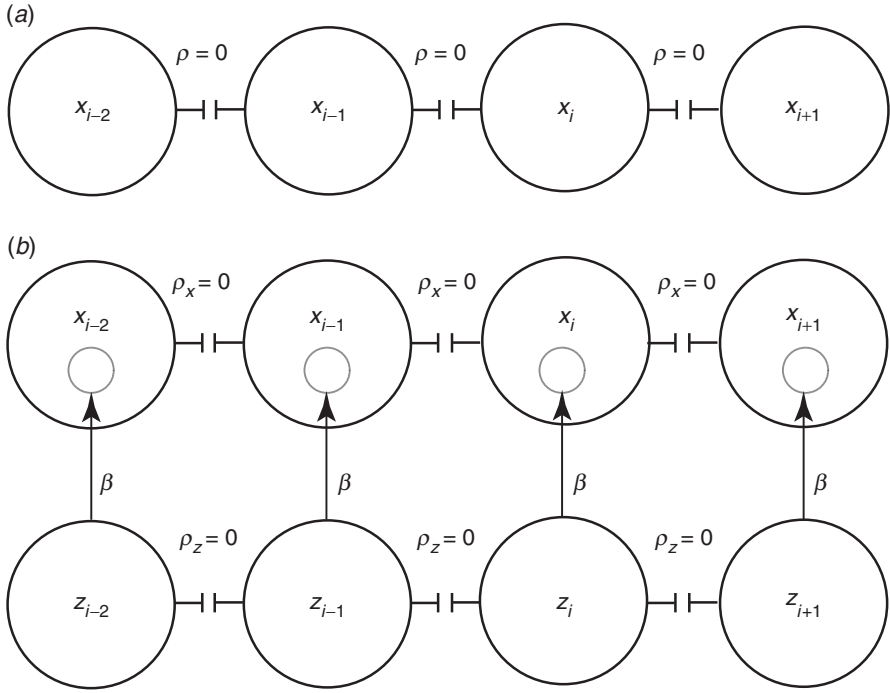 (a)
ρ = 0 ρ = 0 ρ = 0
x_{i−2} x_{i−1} x_i x_{i+1}
(b)
ρ_x = 0 ρ_x = 0 ρ_x = 0
x_{i−2} x_{i−1} x_i x_{i+1}
β β β β
ρ_z = 0 ρ_z = 0 ρ_z = 0
z_{i−2} z_{i−1} z_i z_{i+1}